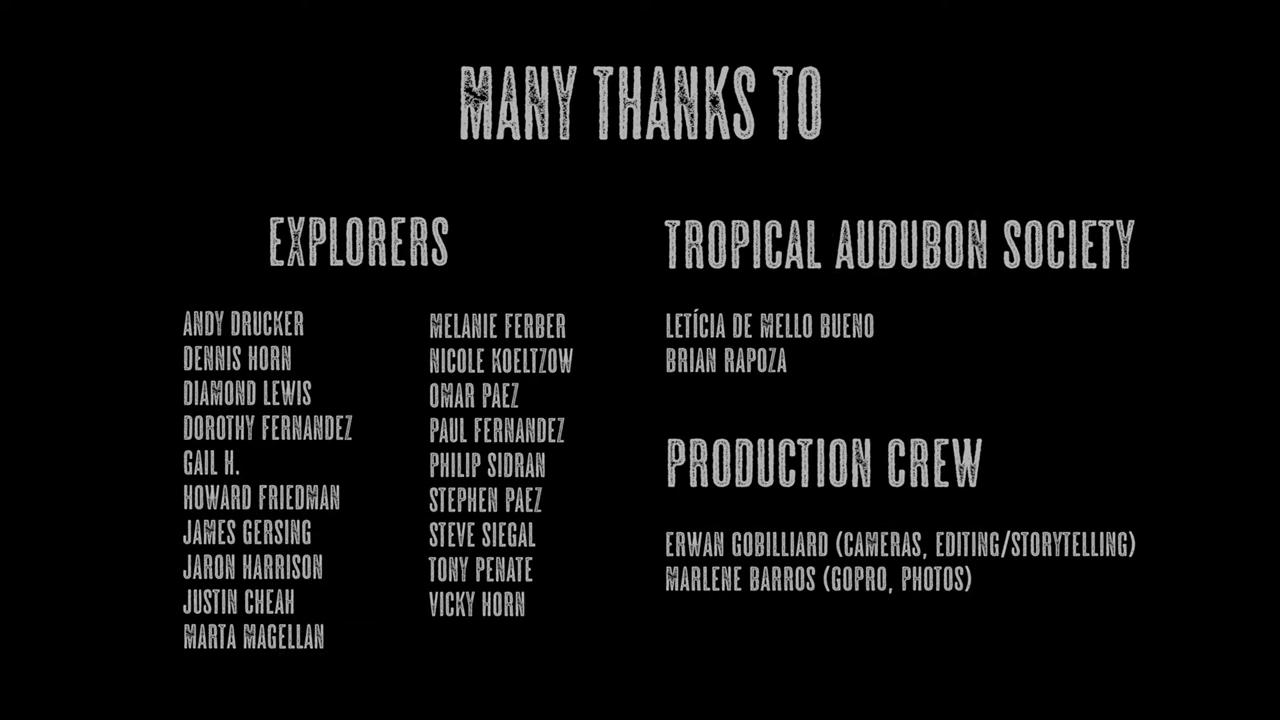 MANY THANKS TO
EXPLORERS
ANDY DRUCKER
DENNIS HORN
DIAMOND LEWIS
DOROTHY FERNANDEZ
GAIL H.
HOWARD FRIEDMAN
JAMES GERSING
JARON HARRISON
JUSTIN CHEAH
MARTA MAGELLAN
MELANIE FERBER
NICOLE KOELTZOW
OMAR PAEZ
PAUL FERNANDEZ
PHILIP SIDRAN
STEPHEN PAEZ
STEVE SIEGAL
TONY PENATE
VICKY HORN
TROPICAL AUDUBON SOCIETY
LETÍCIA DE MELLO BUENO
BRIAN RAPOZA
PRODUCTION CREW
ERWAN GOBILLIARD (CAMERAS, EDITING/STORYTELLING)
MARLENE BARROS (GOPRO, PHOTOS)